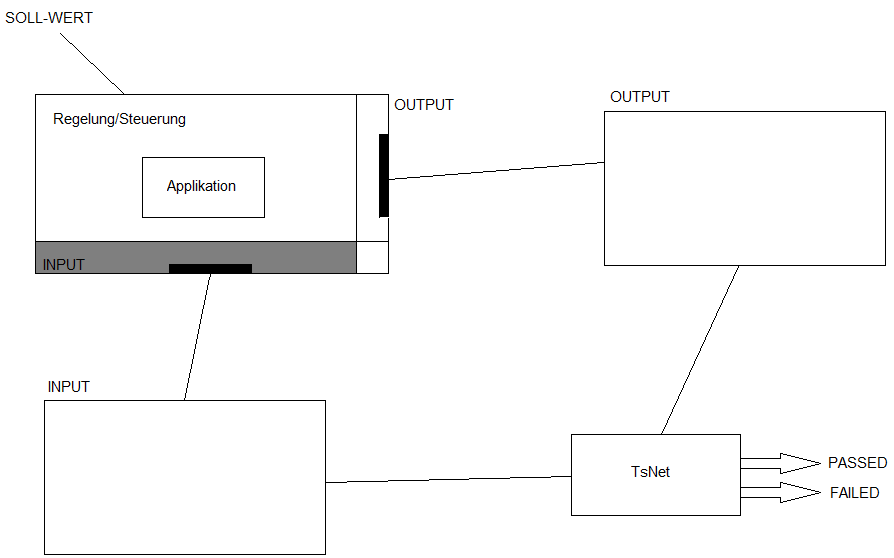 SOLL-WERT
OUTPUT
OUTPUT
Regelung/Steuerung
Applikation
INPUT
INPUT
TsNet
PASSED
FAILED